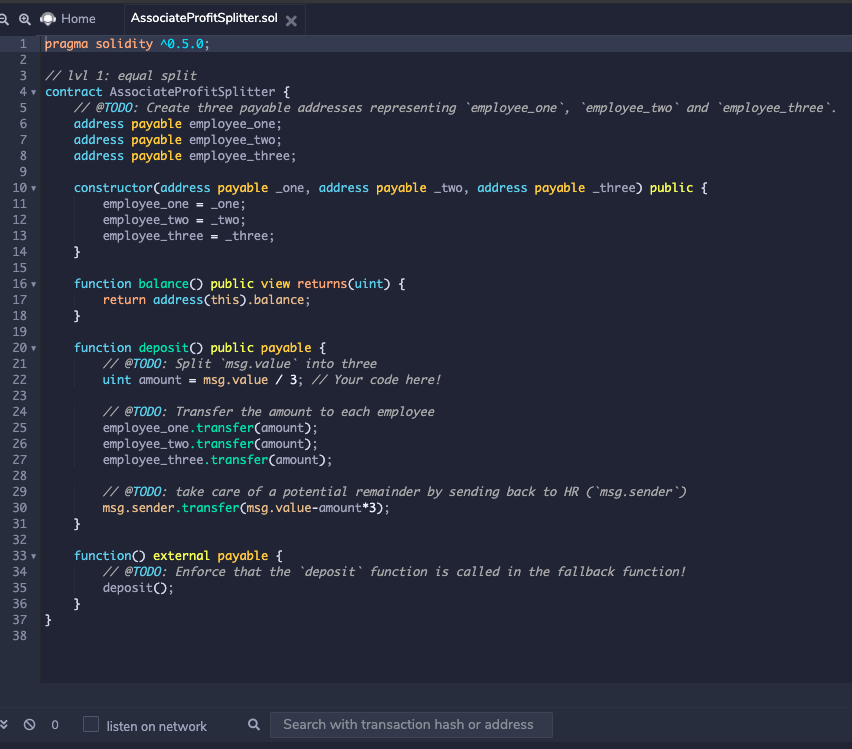 Home
AssociateProfitSplitter.sol
1 pragma solidity ^0.5.0;
2
3 // lvl 1: equal split
4 contract AssociateProfitSplitter {
5     // @TODO: Create three payable addresses representing `employee_one`, `employee_two` and `employee_three`.
6     address payable employee_one;
7     address payable employee_two;
8     address payable employee_three;
9
10     constructor(address payable _one, address payable _two, address payable _three) public {
11         employee_one = _one;
12         employee_two = _two;
13         employee_three = _three;
14     }
15
16     function balance() public view returns(uint) {
17         return address(this).balance;
18     }
19
20     function deposit() public payable {
21         // @TODO: Split `msg.value` into three
22         uint amount = msg.value / 3; // Your code here!
23
24         // @TODO: Transfer the amount to each employee
25         employee_one.transfer(amount);
26         employee_two.transfer(amount);
27         employee_three.transfer(amount);
28
29         // @TODO: take care of a potential remainder by sending back to HR (`msg.sender`)
30         msg.sender.transfer(msg.value-amount*3);
31     }
32
33     function() external payable {
34         // @TODO: Enforce that the `deposit` function is called in the fallback function!
35         deposit();
36     }
37 }
38
0 listen on network Search with transaction hash or address